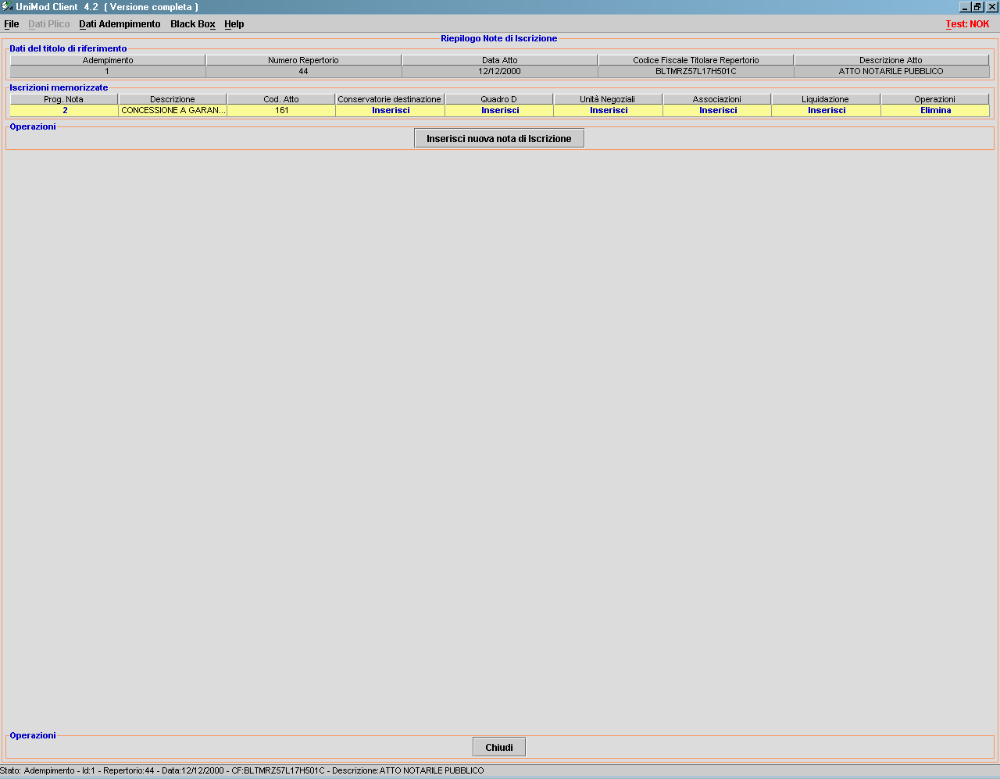 UniMod Client 4.2 ( Versione completa )
File Dati Plico Dati Adempimento Black Box Help Test: NOK
Riepilogo Note di Iscrizione
Dati del titolo di riferimento
Adempimento Numero Repertorio Data Atto Codice Fiscale Titolare Repertorio Descrizione Atto
1 44 12/12/2000 BLTMRZ57L17H501C ATTO NOTARILE PUBBLICO
Iscrizioni memorizzate
Prog. Nota Descrizione Cod. Atto Conservatorie destinazione Quadro D Unità Negoziali Associazioni Liquidazione Operazioni
2 CONCESSIONE A GARAN... 161 Inserisci Inserisci Inserisci Inserisci Inserisci Elimina
Operazioni
Inserisci nuova nota di Iscrizione
Operazioni
Chiudi
Stato: Adempimento - Id:1 - Repertorio:44 - Data:12/12/2000 - CF:BLTMRZ57L17H501C - Descrizione:ATTO NOTARILE PUBBLICO